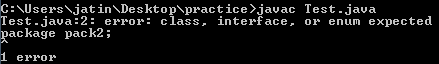 C:\Users\jatin\Desktop\practice>javac Test.java
Test.java:2: error: class, interface, or enum expected
package pack2;
^
1 error